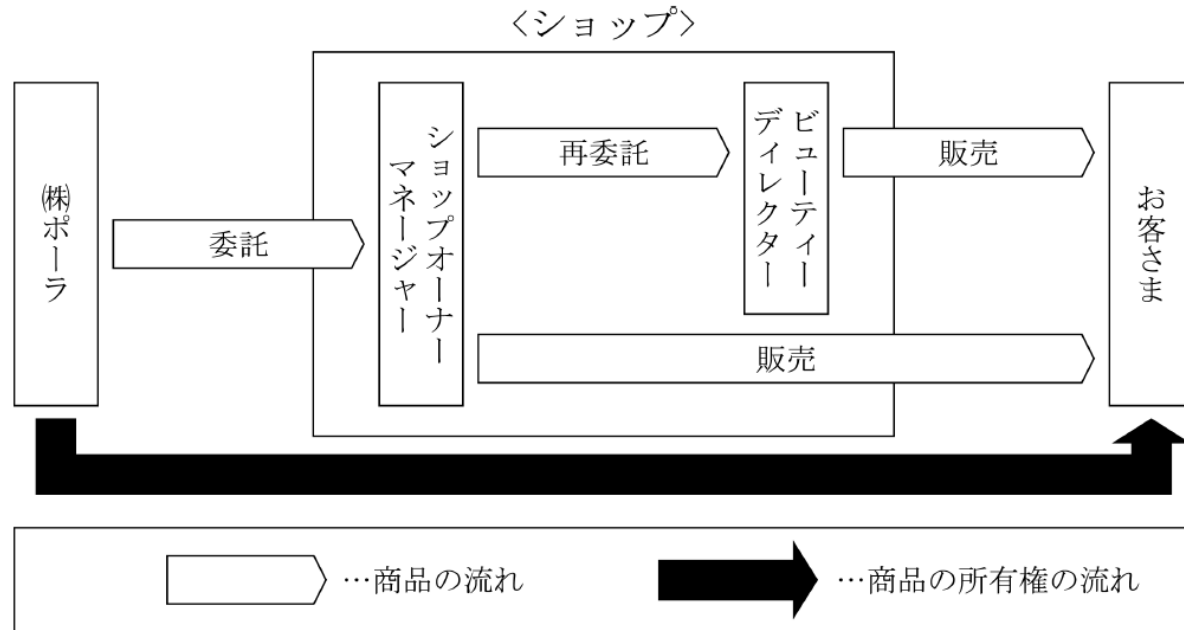 〈ショップ〉
㈱ポーラ
委託
ショップオーナー
マネージャー
再委託
ビューティー
ディレクター
販売
販売
お客さま
…商品の流れ
…商品の所有権の流れ